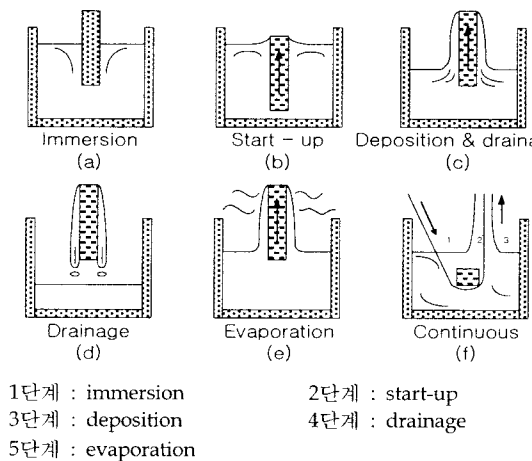 Immersion
(a)
Start - up
(b)
Deposition & draina
(c)
Drainage
(d)
Evaporation
(e)
1
2
3
Continuous
(f)
1단계 : immersion
2단계 : start-up
3단계 : deposition
4단계 : drainage
5단계 : evaporation